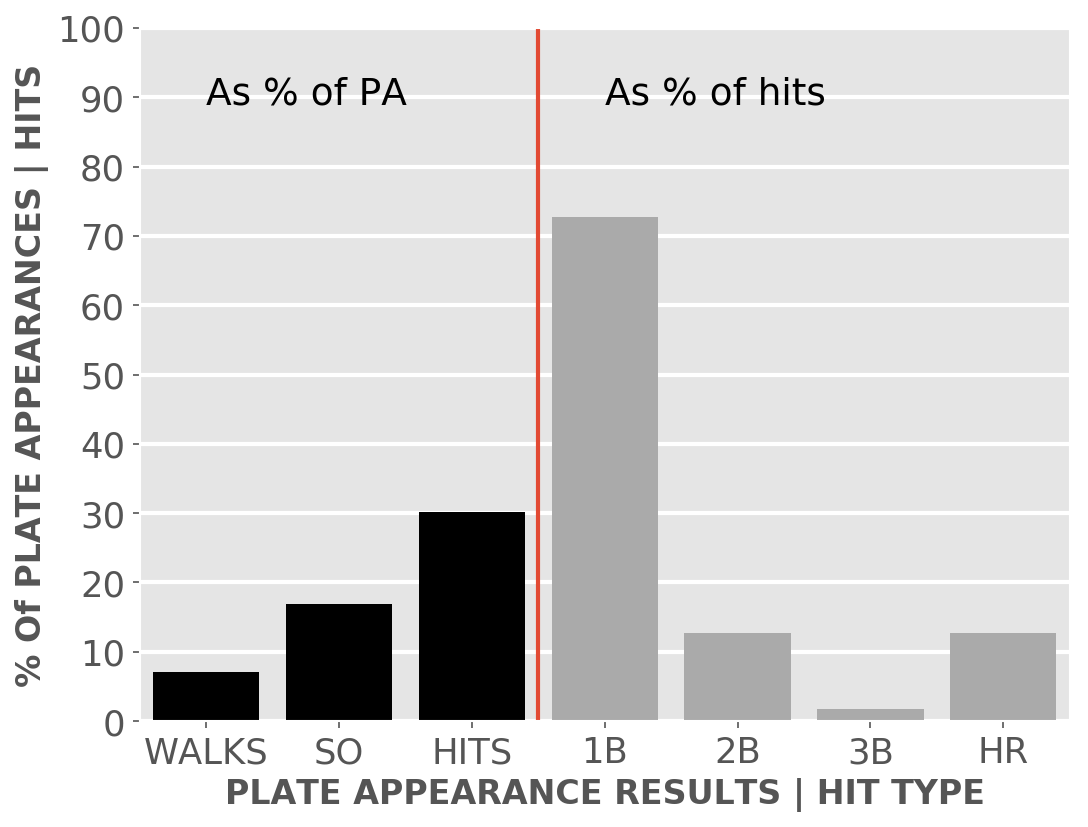 % Of PLATE APPEARANCES | HITS
100
90
80
70
60
50
40
30
20
10
0
As % of PA
As % of hits
WALKS SO HITS 1B 2B 3B HR
PLATE APPEARANCE RESULTS | HIT TYPE